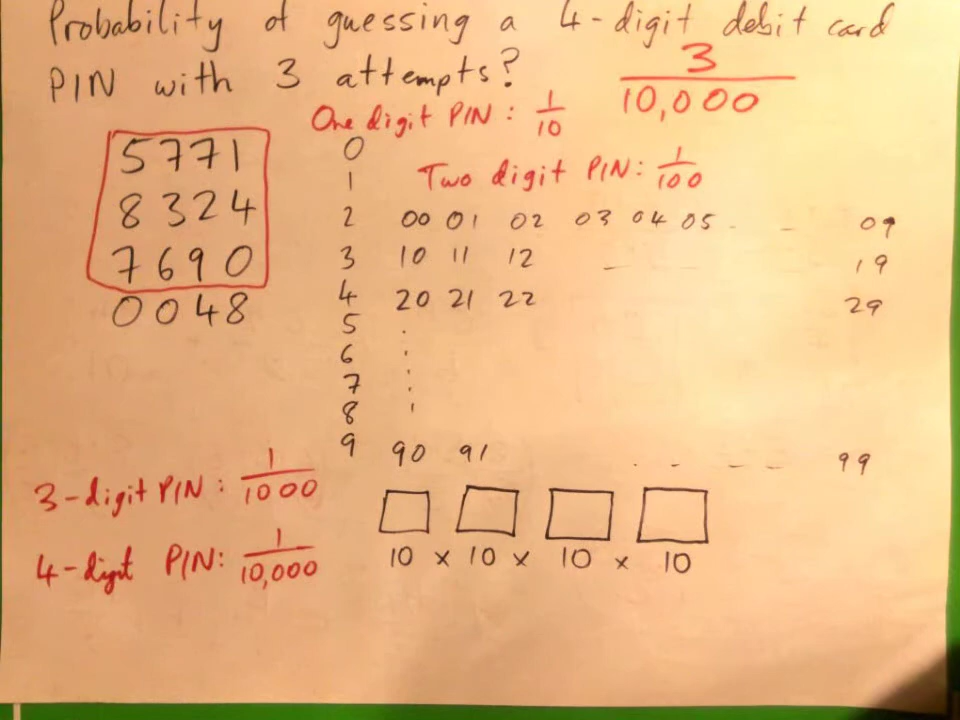 Probability of guessing a 4-digit debit card
PIN with 3 attempts?
3
10,000
One digit PIN: 1/10
Two digit PIN: 1/100
5771
8324
7690
0048
0
1
2
3
4
5
6
7
8
9
00 01 02 03 04 05 - - 09
10 11 12 - - - 19
20 21 22 29
90 91 . - - - 99
3-digit PIN: 1/1000
4-digit PIN: 1/10,000
10 x 10 x 10 x 10